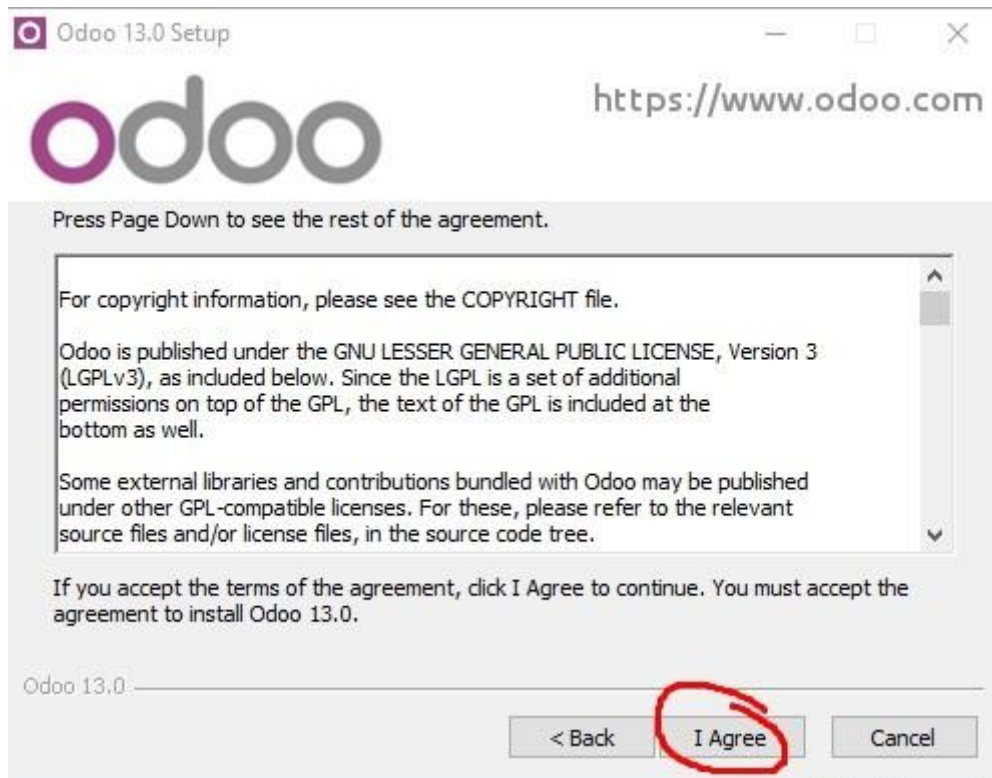 Odoo 13.0 Setup
odoo
https://www.odoo.com
Press Page Down to see the rest of the agreement.
For copyright information, please see the COPYRIGHT file.
Odoo is published under the GNU LESSER GENERAL PUBLIC LICENSE, Version 3
(LGPLv3), as included below. Since the LGPL is a set of additional
permissions on top of the GPL, the text of the GPL is included at the
bottom as well.
Some external libraries and contributions bundled with Odoo may be published
under other GPL-compatible licenses. For these, please refer to the relevant
source files and/or license files, in the source code tree.
If you accept the terms of the agreement, click I Agree to continue. You must accept the
agreement to install Odoo 13.0.
Odoo 13.0
< Back I Agree Cancel